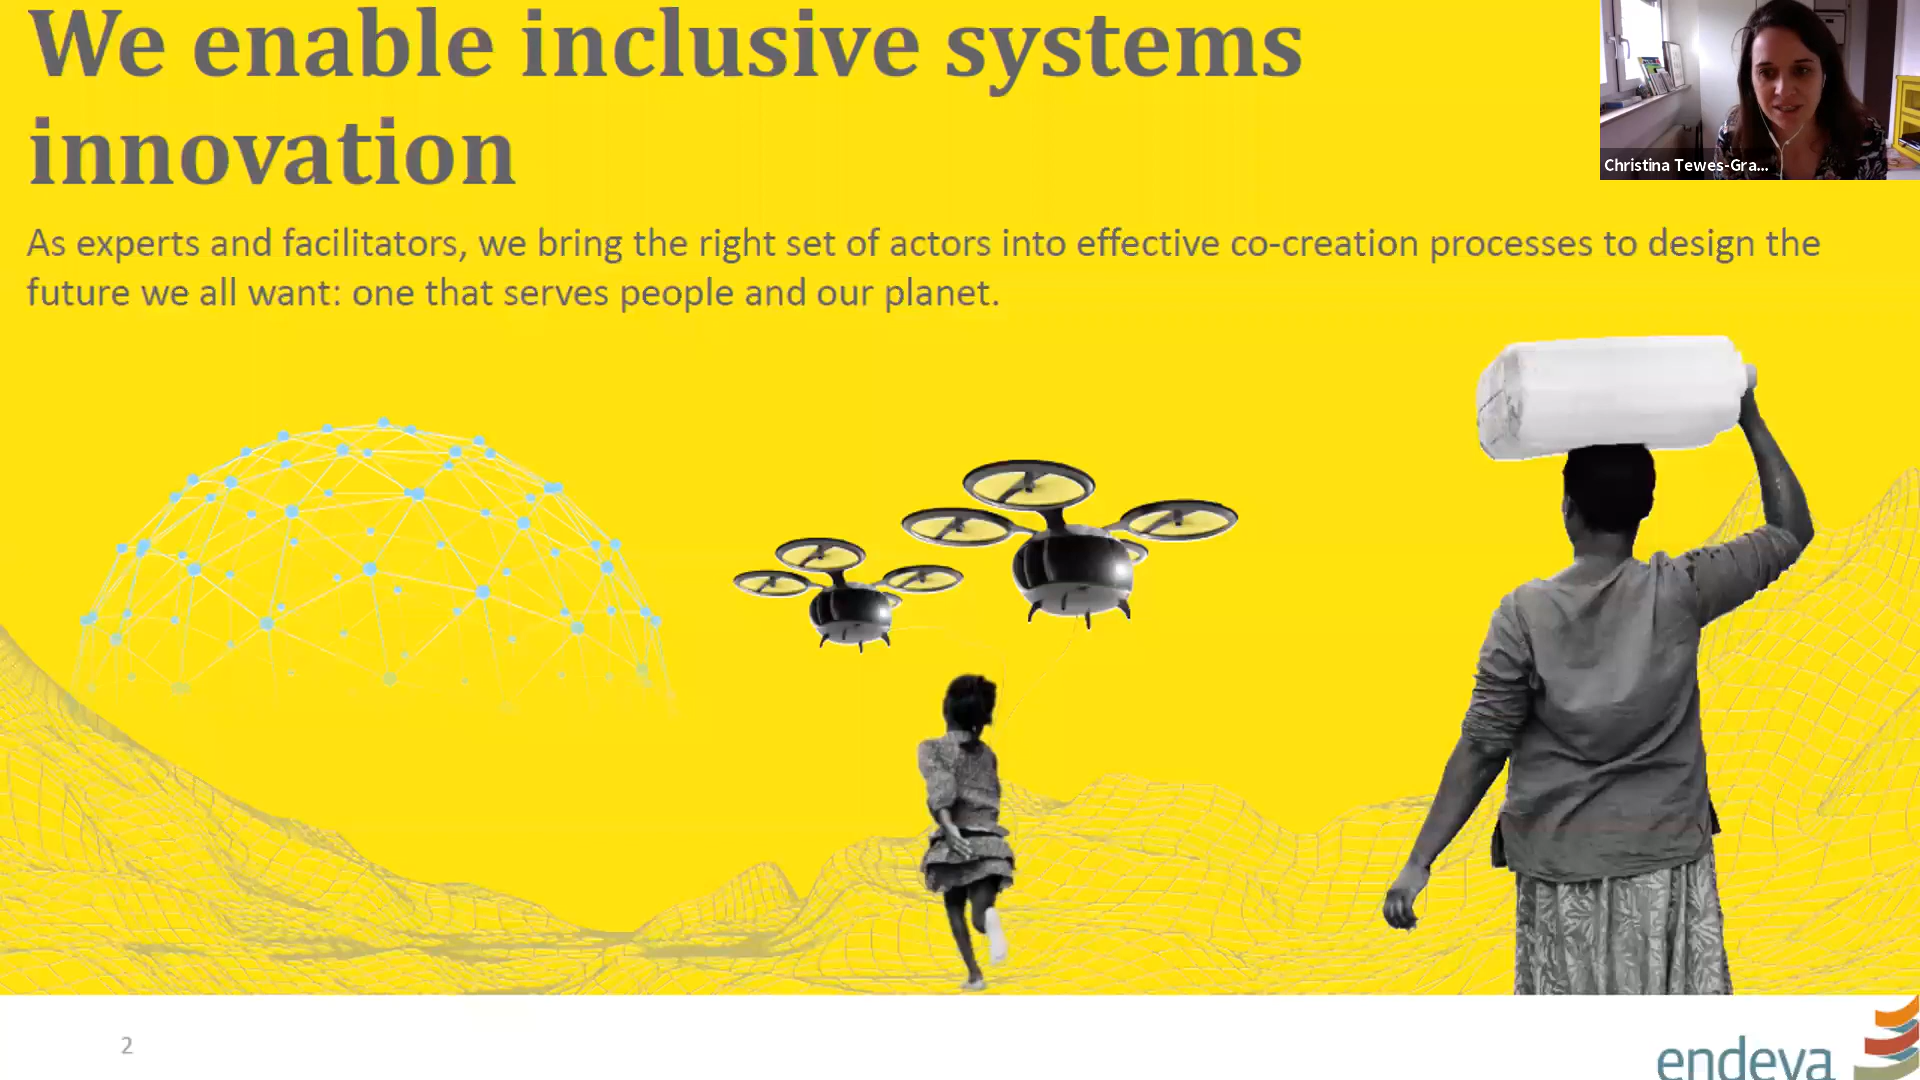 We enable inclusive systems
innovation
Christina Tewes-Gra...
As experts and facilitators, we bring the right set of actors into effective co-creation processes to design the
future we all want: one that serves people and our planet.
2
endeva